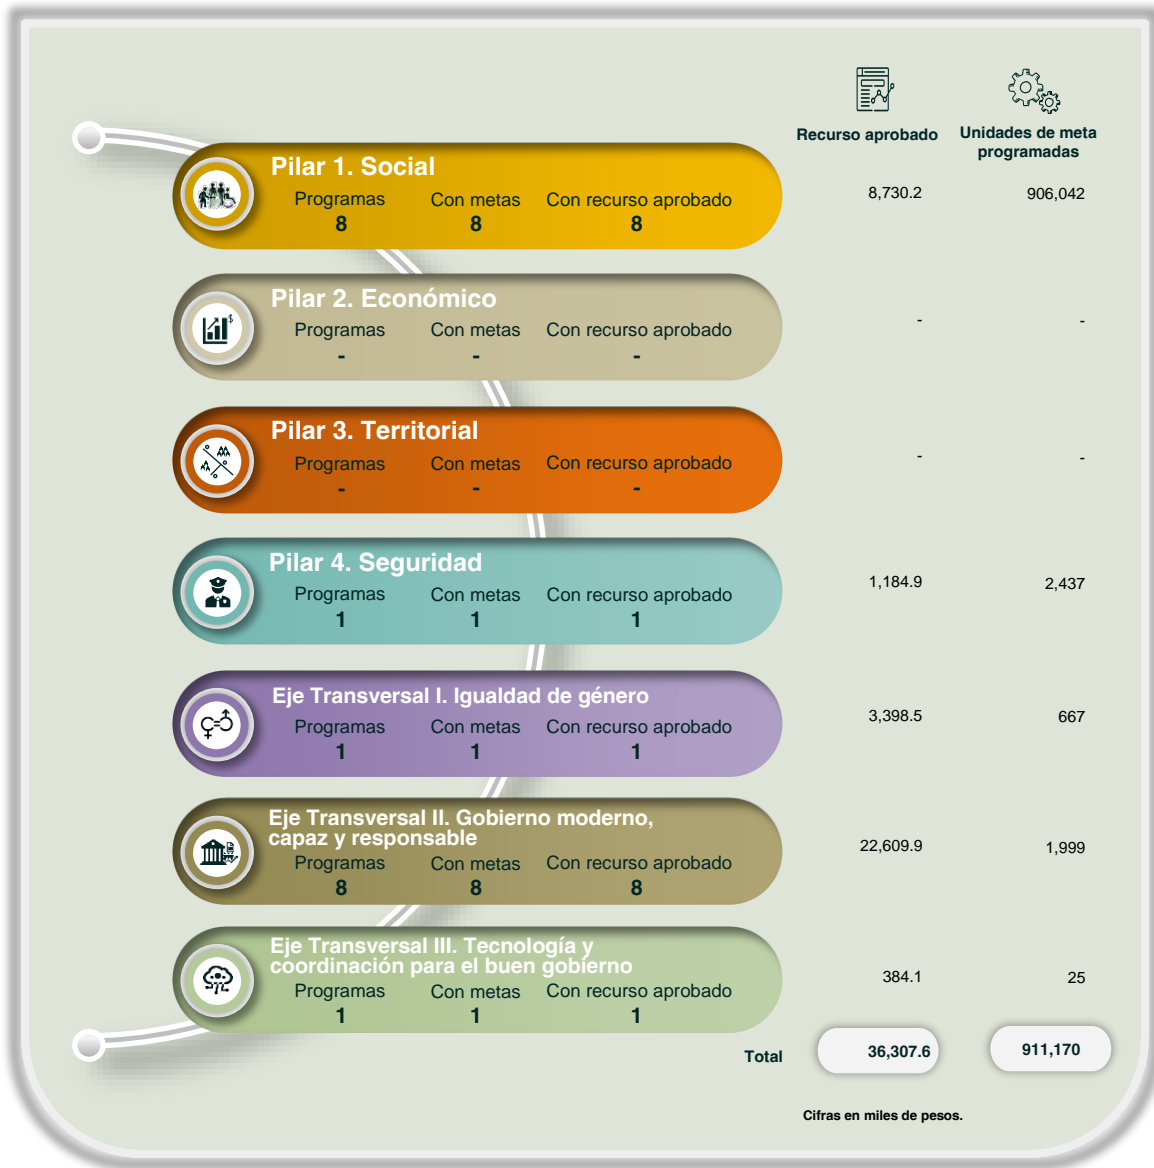 Recurso aprobado
Unidades de meta
programadas
Pilar 1. Social
Programas Con metas Con recurso aprobado
8 8 8
8,730.2 906,042
Pilar 2. Económico
Programas Con metas Con recurso aprobado
- - -
- -
Pilar 3. Territorial
Programas Con metas Con recurso aprobado
- - -
- -
Pilar 4. Seguridad
Programas Con metas Con recurso aprobado
1 1 1
1,184.9 2,437
Eje Transversal I. Igualdad de género
Programas Con metas Con recurso aprobado
1 1 1
3,398.5 667
Eje Transversal II. Gobierno moderno,
capaz y responsable
Programas Con metas Con recurso aprobado
8 8 8
22,609.9 1,999
Eje Transversal III. Tecnología y
coordinación para el buen gobierno
Programas Con metas Con recurso aprobado
1 1 1
384.1 25
Total 36,307.6 911,170
Cifras en miles de pesos.